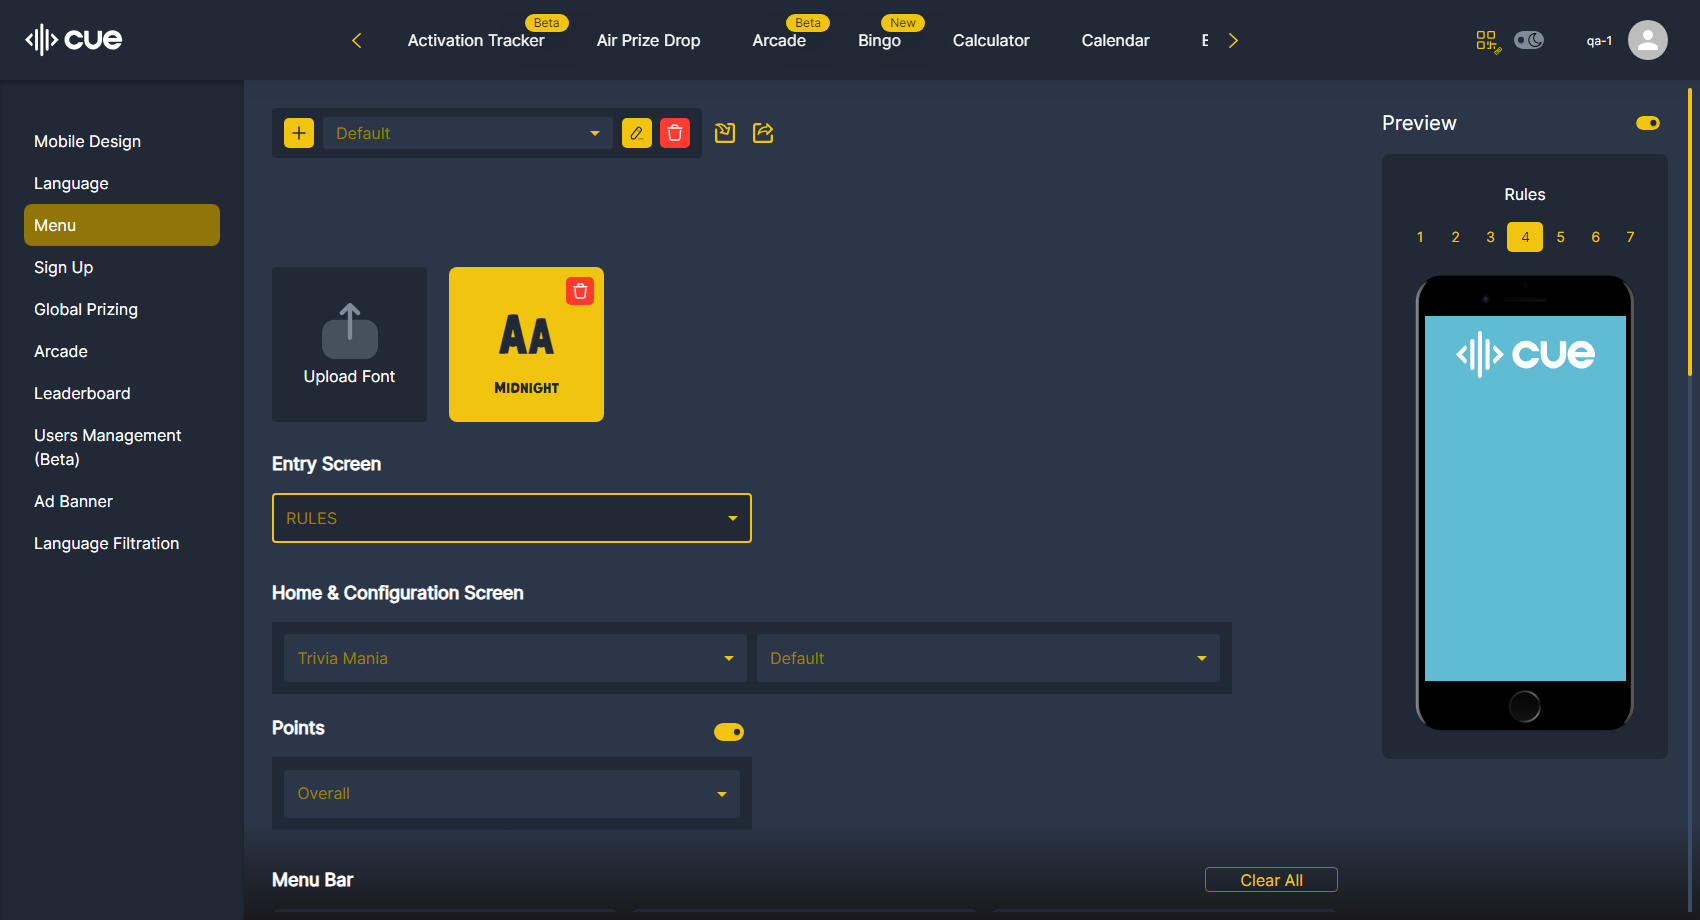 cue
Activation Tracker
Beta
Air Prize Drop
Arcade
Beta
Bingo
New
Calculator
Calendar
qa-1
Mobile Design
Language
Menu
Sign Up
Global Prizing
Arcade
Leaderboard
Users Management
(Beta)
Ad Banner
Language Filtration
Default
Upload Font
AA
MIDNIGHT
Entry Screen
RULES
Home & Configuration Screen
Trivia Mania
Default
Points
Overall
Menu Bar
Clear All
Preview
Rules
1 2 3 4 5 6 7
cue